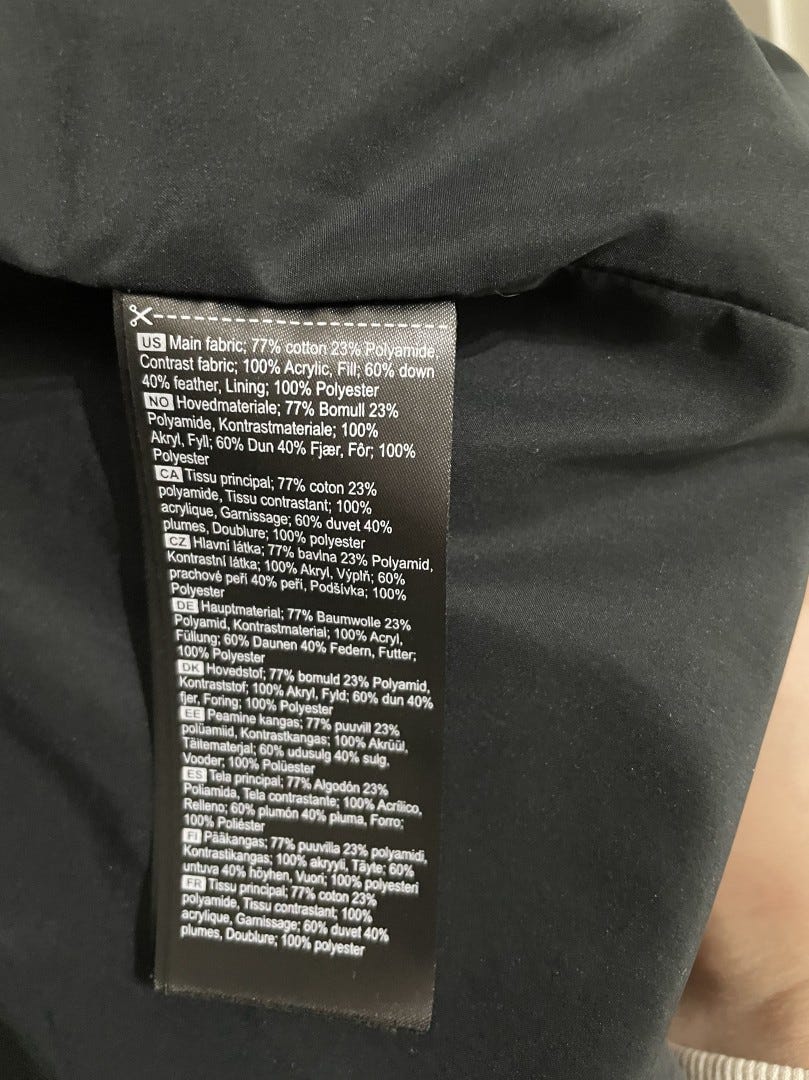 US Main fabric; 77% cotton 23% Polyamide,
Contrast fabric; 100% Acrylic, Fill; 60% down
40% feather, Lining; 100% Polyester
NO Hovedmateriale; 77% Bomull 23%
Polyamide, Kontrastmateriale; 100%
Akryl, Fyll; 60% Dun 40% Fjær, Fôr; 100%
Polyester
CA Tissu principal; 77% coton 23%
polyamide, Tissu contrastant; 100%
acrylique, Garnissage; 60% duvet 40%
plumes, Doublure; 100% polyester
CZ Hlavní látka; 77% bavlna 23% Polyamid,
Kontrastní látka; 100% Akryl, Výplň; 60%
prachové peří 40% peří, Podšívka; 100%
Polyester
DE Hauptmaterial; 77% Baumwolle 23%
Polyamid, Kontrastmaterial; 100% Acryl,
Füllung; 60% Daunen 40% Federn, Futter;
100% Polyester
DK Hovedstof; 77% bomuld 23% Polyamid,
Kontraststof; 100% Akryl, Fyld; 60% dun 40%
fjer, Foring; 100% Polyester
EE Peamine kangas; 77% puuvill 23%
polüamiid, Kontrastkangas; 100% Akrüül,
Täitematerjal; 60% udusulg 40% sulg,
Vooder; 100% Polüester
ES Tela principal; 77% Algodón 23%
Poliamida, Tela contrastante; 100% Acrílico,
Relleno; 60% plumón 40% pluma, Forro;
100% Poliéster
FI Pääkangas; 77% puuvilla 23% polyamidi,
Kontrastikangas; 100% akryyli, Täyte; 60%
untuva 40% höyhen, Vuori; 100% polyesteri
FR Tissu principal; 77% coton 23%
polyamide, Tissu contrastant; 100%
acrylique, Garnissage; 60% duvet 40%
plumes, Doublure; 100% polyester